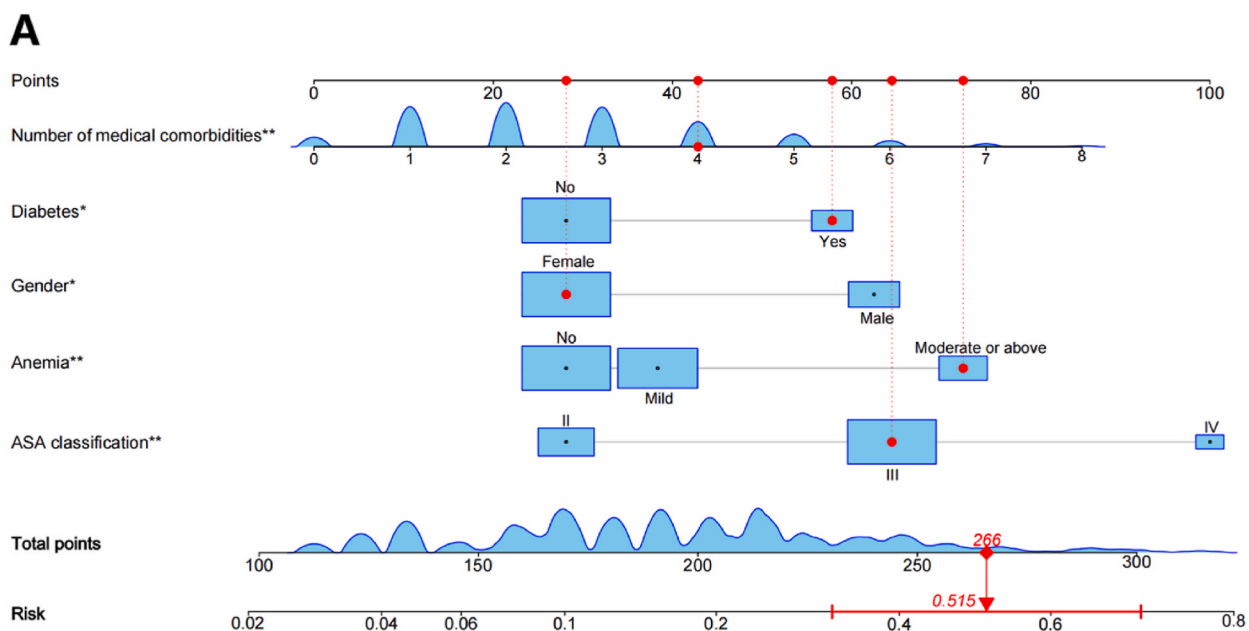 A
Points
0 20 40 60 80 100
Number of medical comorbidities**
0 1 2 3 4 5 6 7 8
No
Diabetes*
Yes
Female
Gender*
Male
No
Moderate or above
Anemia**
Mild
II
IV
ASA classification**
III
266
Total points
100 150 200 250 300
0.515
Risk
0.02 0.04 0.06 0.1 0.2 0.4 0.6 0.8